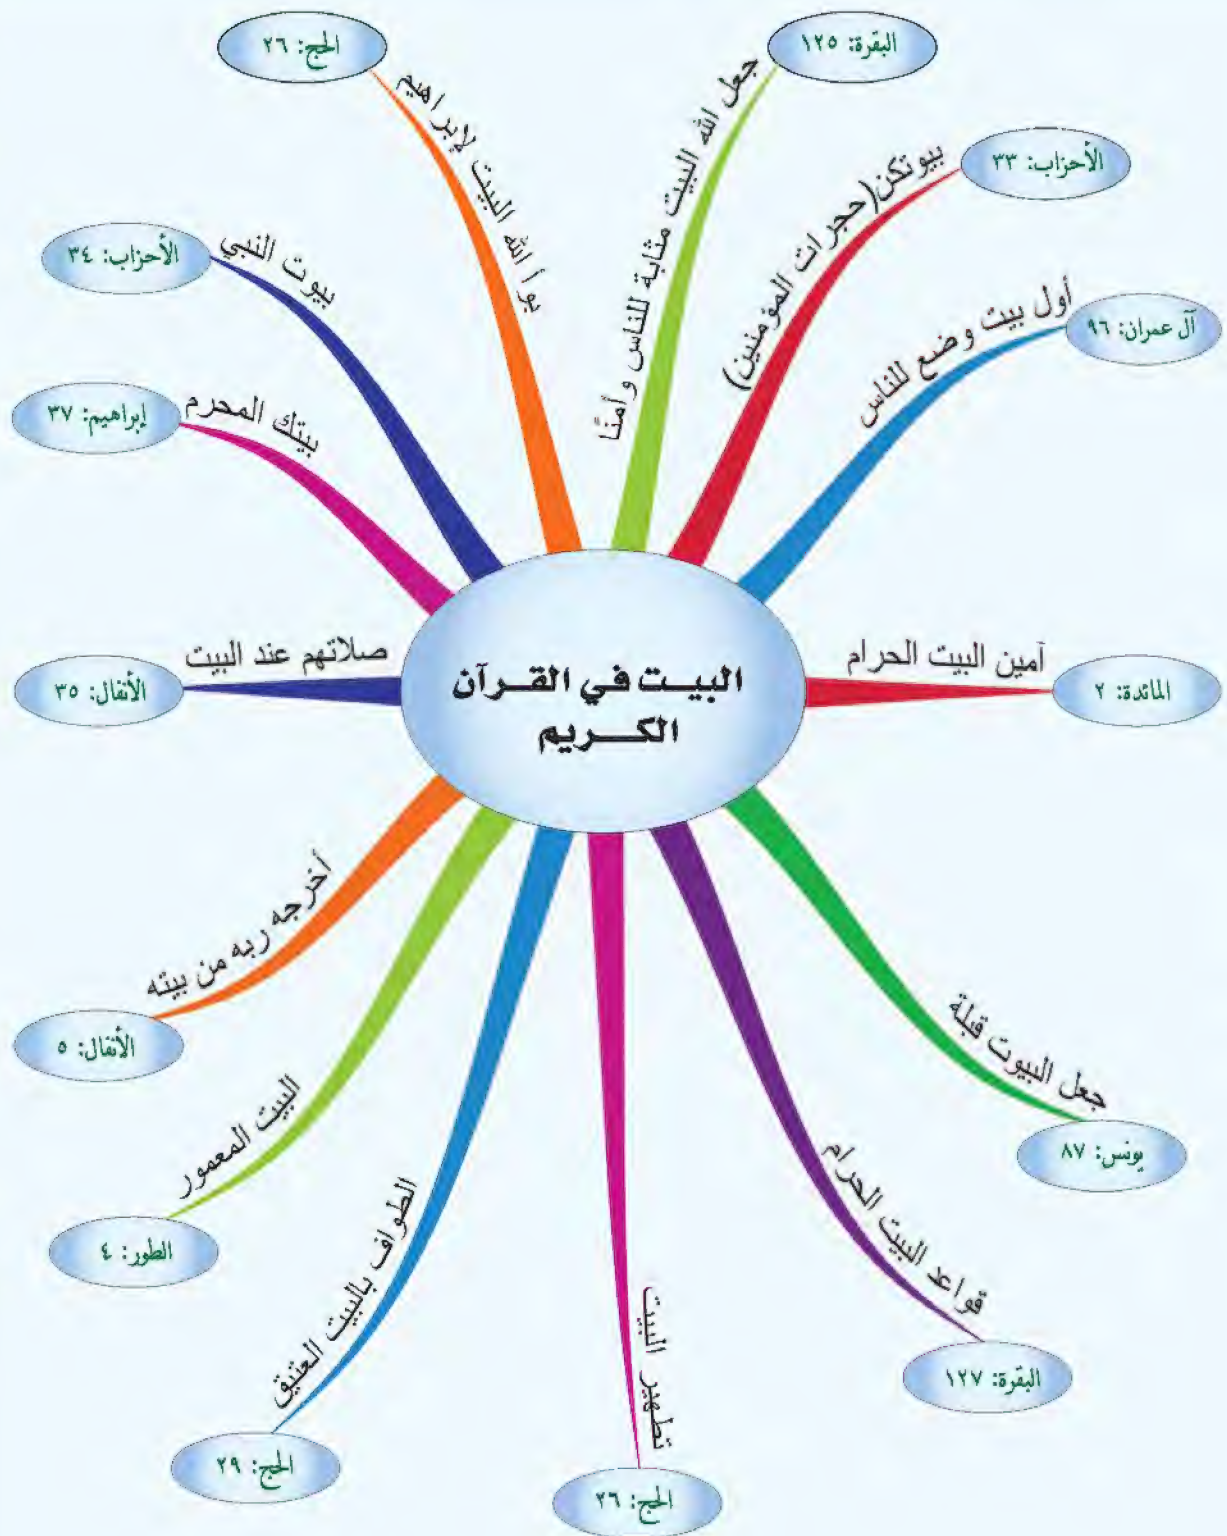 البيت في القرآن
الكريم
البقرة: ١٢٥
جعل الله البيت مثابة للناس وأمنًا
الأحزاب: ٣٣
بيوتكن (حجرات المؤمنين)
آل عمران: ٩٦
أول بيت وضع للناس
المائدة: ٢
آمين البيت الحرام
يونس: ٨٧
جعل البيوت قبلة
البقرة: ١٢٧
قواعد البيت الحرام
الحج: ٢٦
تطهير البيت
الحج: ٢٩
الطواف بالبيت العتيق
الطور: ٤
البيت المعمور
الأنفال: ٥
أخرجه ربه من بيته
الأنفال: ٣٥
صلاتهم عند البيت
إبراهيم: ٣٧
بيتك المحرم
الأحزاب: ٣٤
بيوت النبي
الحج: ٢٦
بوأ الله البيت لإبراهيم